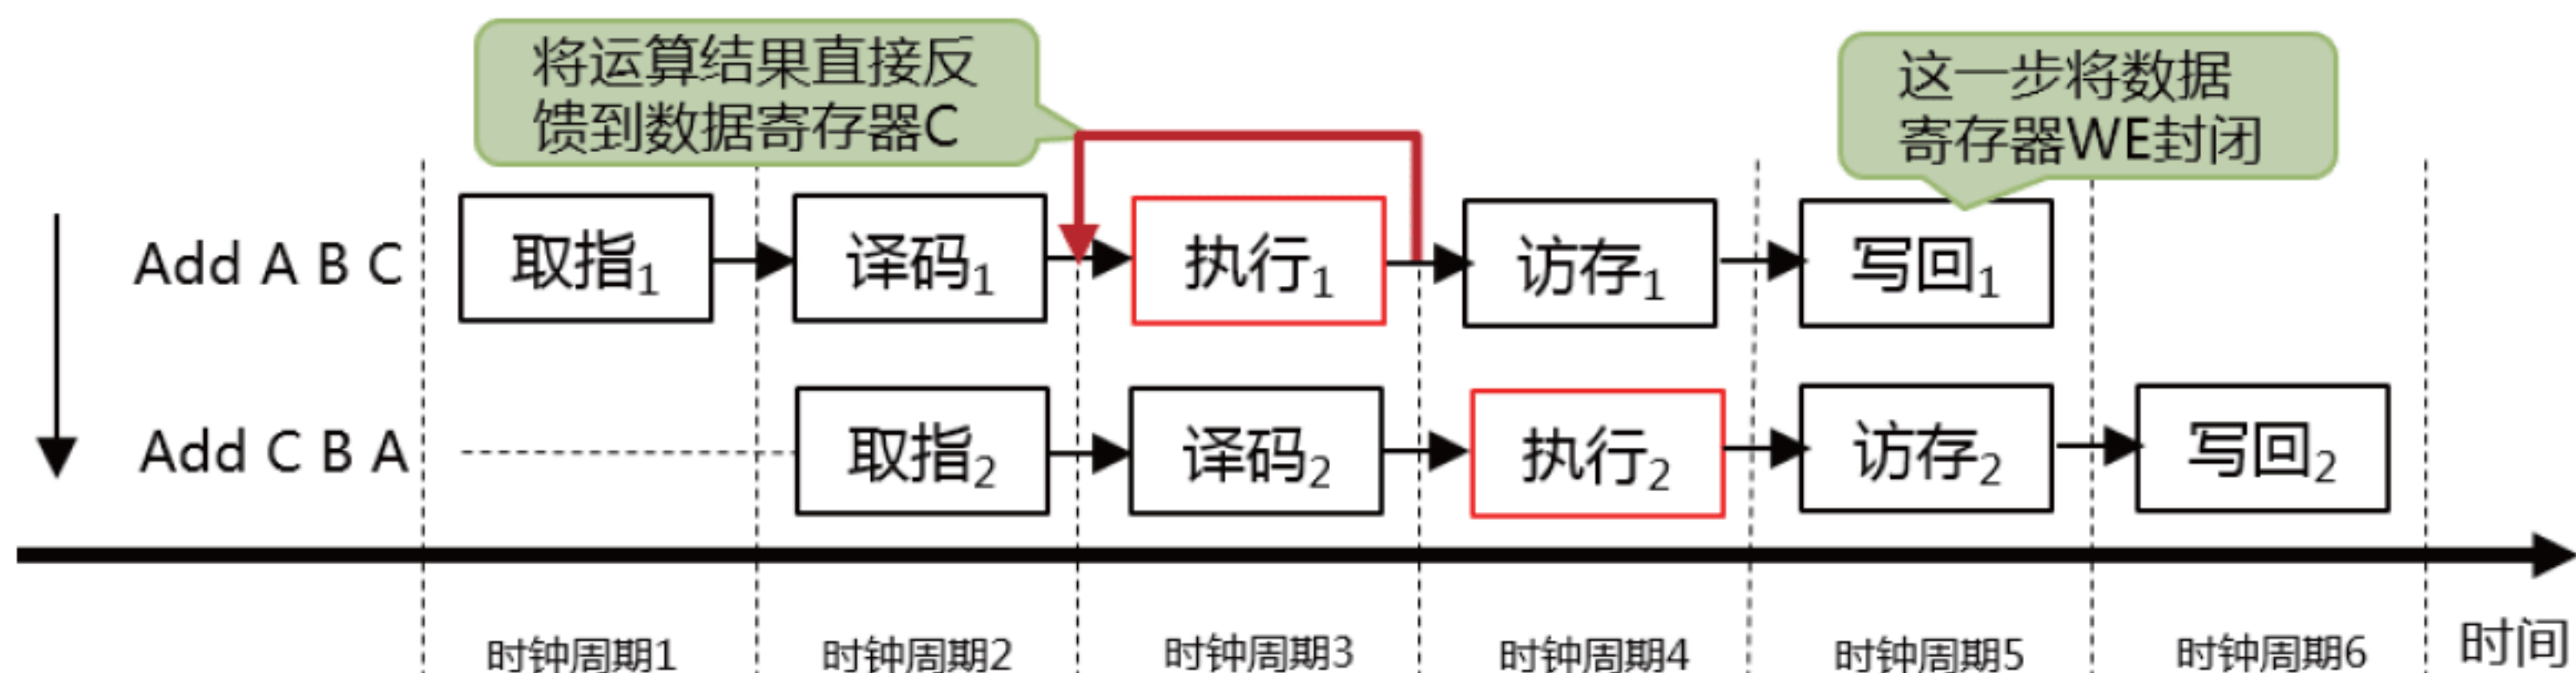 将运算结果直接反
馈到数据寄存器C
这一步将数据
寄存器WE封闭
Add A B C
取指1
译码1
执行1
访存1
写回1
Add C B A
取指2
译码2
执行2
访存2
写回2
时钟周期1
时钟周期2
时钟周期3
时钟周期4
时钟周期5
时钟周期6
时间